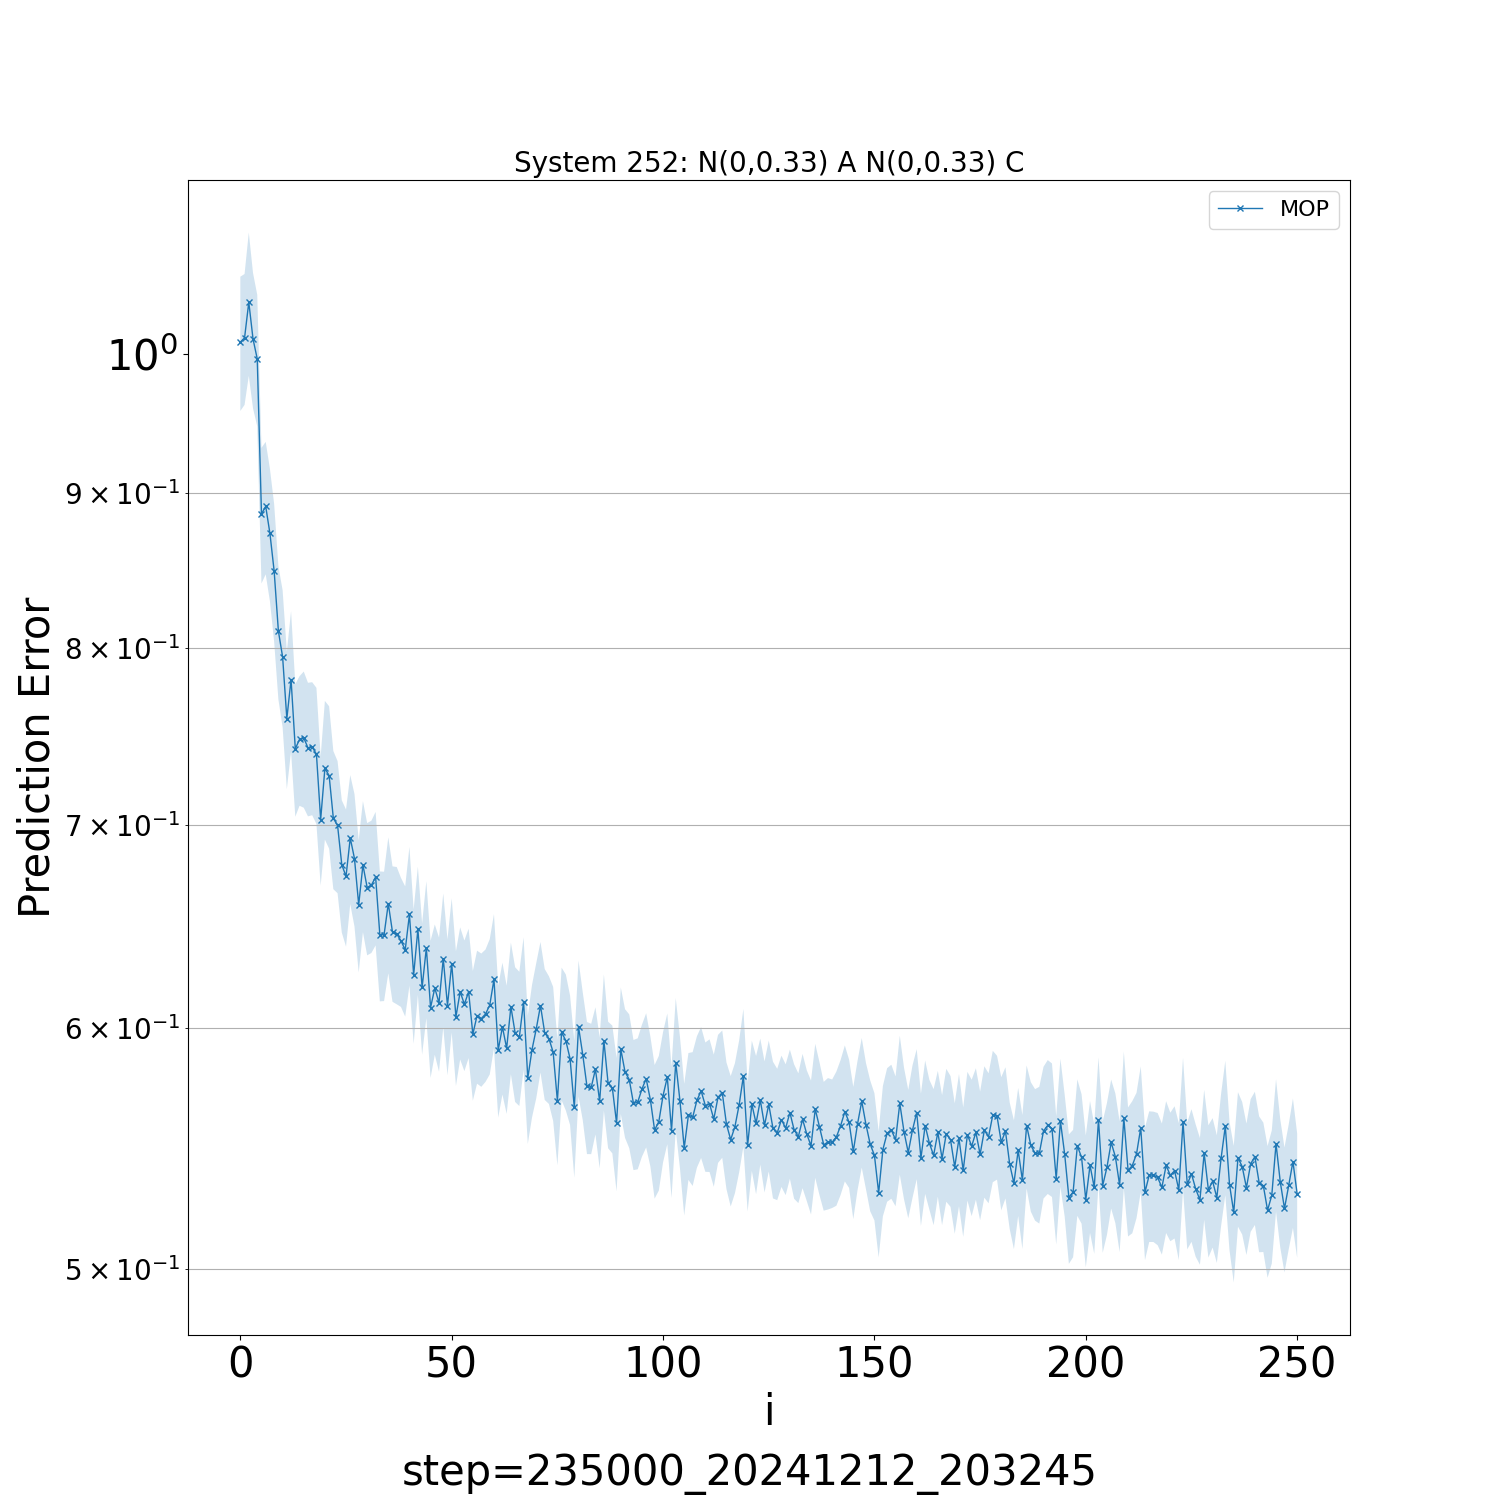 System 252: N(0,0.33) A N(0,0.33) C
MOP
Prediction Error
10⁰
9 × 10⁻¹
8 × 10⁻¹
7 × 10⁻¹
6 × 10⁻¹
5 × 10⁻¹
0 50 100 150 200 250
i
step=235000_20241212_203245